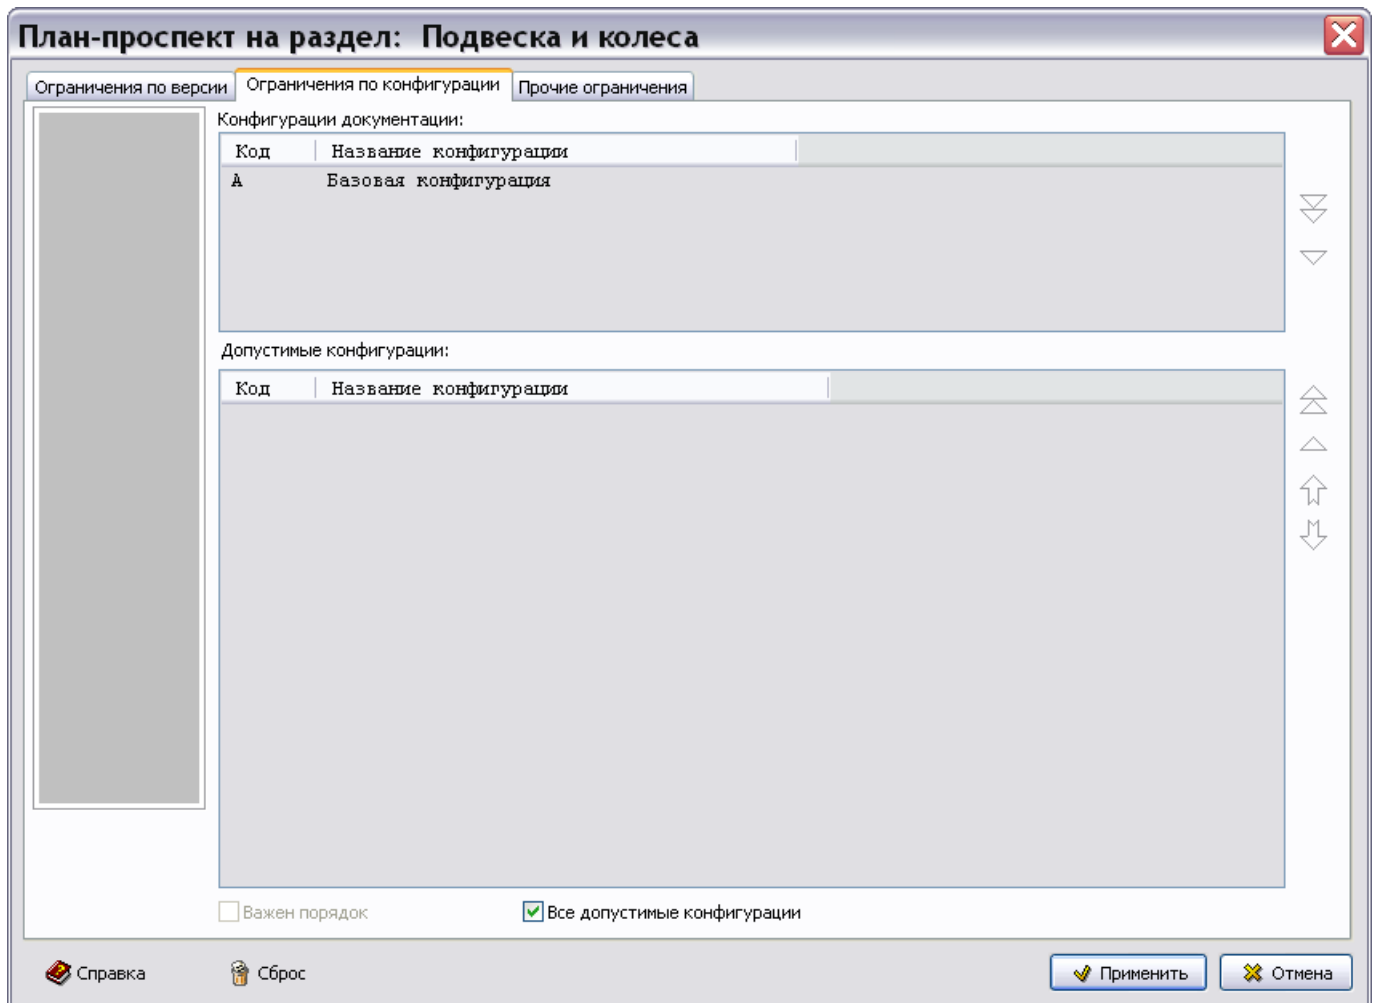 План-проспект на раздел: Подвеска и колеса
Ограничения по версии Ограничения по конфигурации Прочие ограничения
Конфигурации документации:
Код Название конфигурации
А Базовая конфигурация
Допустимые конфигурации:
Код Название конфигурации
Важен порядок Все допустимые конфигурации
Справка Сброс Применить Отмена